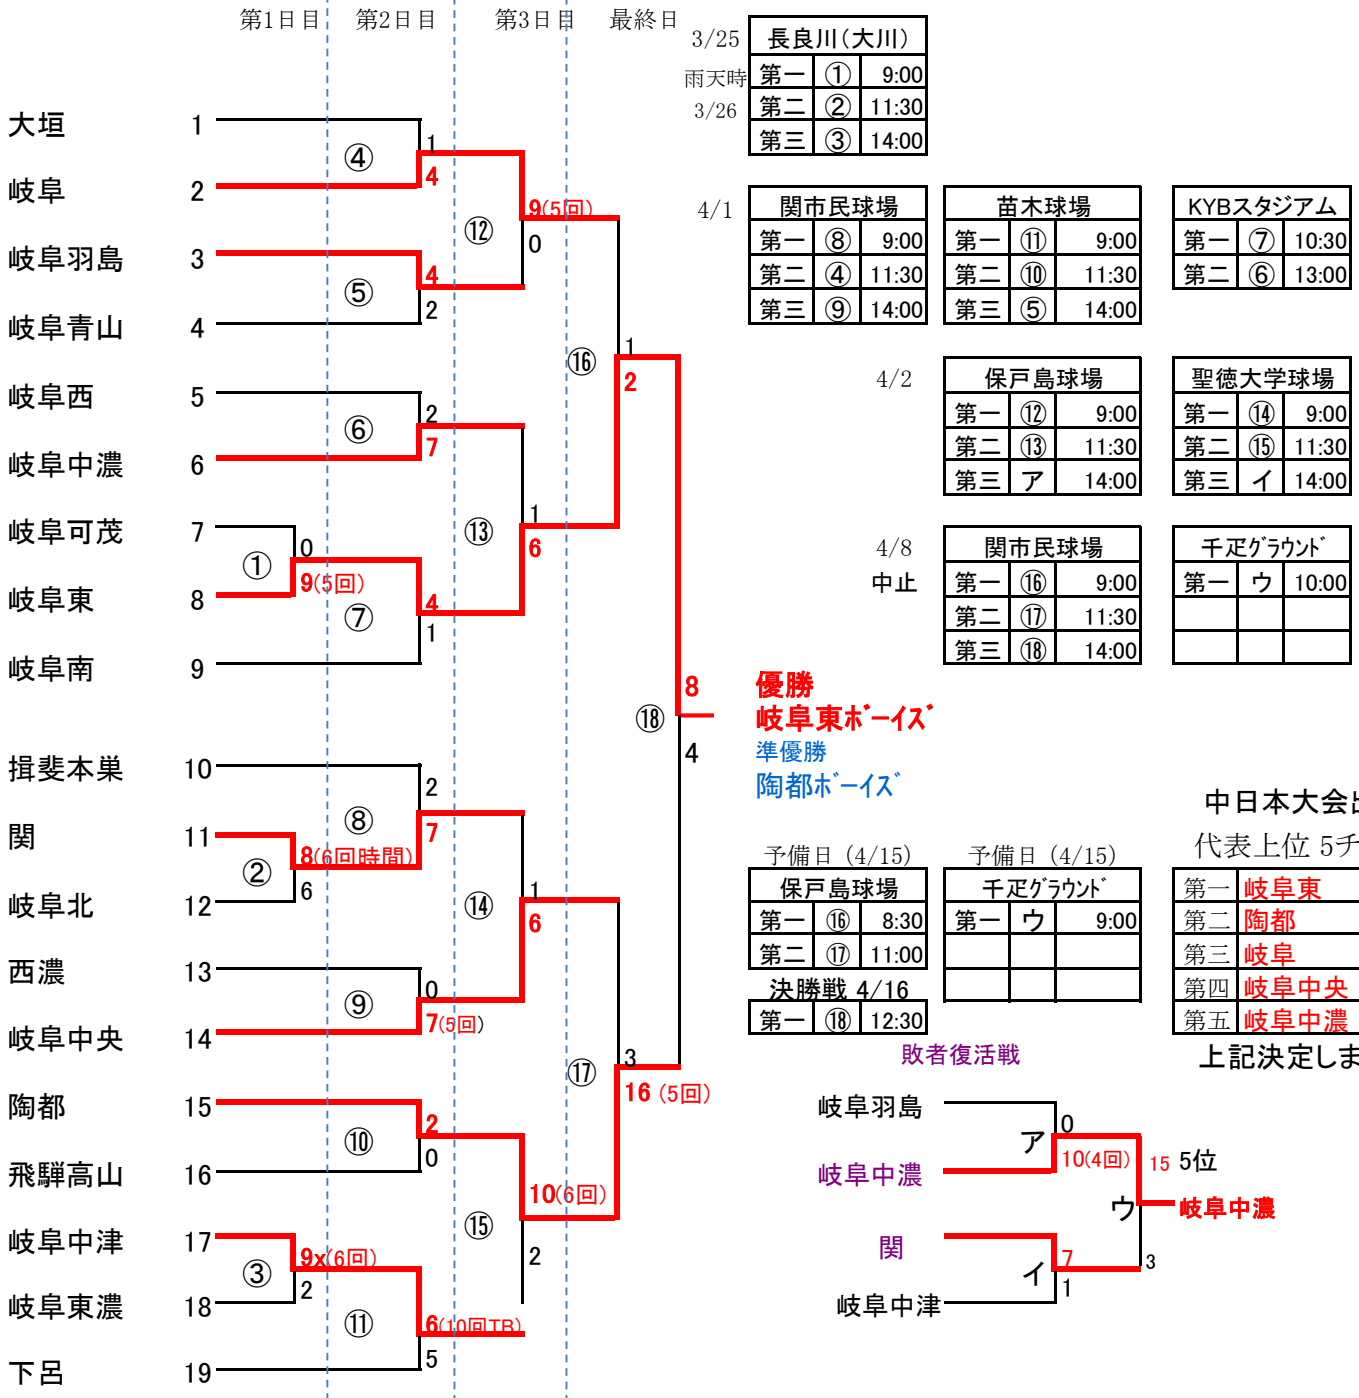 第1日目 第2日目 第3日目 最終日
3/25 長良川(大川)
雨天時 第一 ① 9:00
3/26 第二 ② 11:30
第三 ③ 14:00
大垣 1
1
④
4
岐阜 2
4/1 関市民球場 苗木球場 KYBスタジアム
第一 ⑧ 9:00 第一 ⑪ 9:00 第一 ⑦ 10:30
第二 ④ 11:30 第二 ⑩ 11:30 第二 ⑥ 13:00
第三 ⑨ 14:00 第三 ⑤ 14:00
9(5回)
⑫
0
岐阜羽島 3
4
⑤
2
岐阜青山 4
⑯
1
2
4/2 保戸島球場 聖徳大学球場
第一 ⑫ 9:00 第一 ⑭ 9:00
第二 ⑬ 11:30 第二 ⑮ 11:30
第三 ア 14:00 第三 イ 14:00
岐阜西 5
2
⑥
7
岐阜中濃 6
岐阜可茂 7
0
①
9(5回)
岐阜東 8
⑬
1
6
4
⑦
1
岐阜南 9
4/8 関市民球場 千疋グラウンド
中止 第一 ⑯ 9:00 第一 ウ 10:00
第二 ⑰ 11:30
第三 ⑱ 14:00
8
⑱
4
優勝
岐阜東ボーイズ
準優勝
陶都ボーイズ
揖斐本巣 10
2
⑧
7
関 11
8(6回時間)
②
6
岐阜北 12
中日本大会出
代表上位 5チ
予備日 (4/15) 予備日 (4/15)
保戸島球場 千疋グラウンド
第一 ⑯ 8:30 第一 ウ 9:00
第二 ⑰ 11:00
決勝戦 4/16
第一 ⑱ 12:30
第一 岐阜東
第二 陶都
第三 岐阜
第四 岐阜中央
第五 岐阜中濃
上記決定しま
⑭
1
6
西濃 13
0
⑨
7(5回)
岐阜中央 14
⑰
3
16 (5回)
敗者復活戦
陶都 15
2
⑩
0
飛騨高山 16
10(6回)
⑮
2
岐阜中津 17
9x(6回)
③
2
岐阜東濃 18
6(10回TB)
⑪
5
下呂 19
岐阜羽島
0
ア
10(4回)
岐阜中濃
15 5位
ウ 岐阜中濃
3
関
7
イ
1
岐阜中津